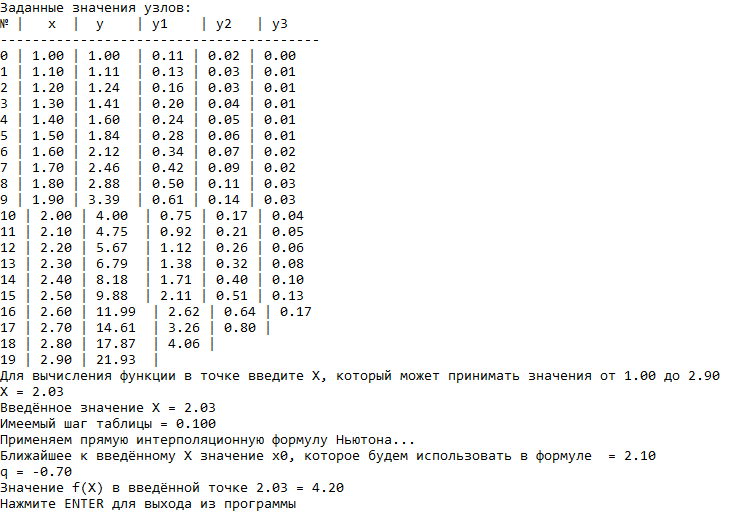 Заданные значения узлов:
№ |   x  |  y    | y1    | y2   | y3
----------------------------------------
0 | 1.00 | 1.00  | 0.11 | 0.02 | 0.00
1 | 1.10 | 1.11  | 0.13 | 0.03 | 0.01
2 | 1.20 | 1.24  | 0.16 | 0.03 | 0.01
3 | 1.30 | 1.41  | 0.20 | 0.04 | 0.01
4 | 1.40 | 1.60  | 0.24 | 0.05 | 0.01
5 | 1.50 | 1.84  | 0.28 | 0.06 | 0.01
6 | 1.60 | 2.12  | 0.34 | 0.07 | 0.02
7 | 1.70 | 2.46  | 0.42 | 0.09 | 0.02
8 | 1.80 | 2.88  | 0.50 | 0.11 | 0.03
9 | 1.90 | 3.39  | 0.61 | 0.14 | 0.03
10 | 2.00 | 4.00  | 0.75 | 0.17 | 0.04
11 | 2.10 | 4.75  | 0.92 | 0.21 | 0.05
12 | 2.20 | 5.67  | 1.12 | 0.26 | 0.06
13 | 2.30 | 6.79  | 1.38 | 0.32 | 0.08
14 | 2.40 | 8.18  | 1.71 | 0.40 | 0.10
15 | 2.50 | 9.88  | 2.11 | 0.51 | 0.13
16 | 2.60 | 11.99  | 2.62 | 0.64 | 0.17
17 | 2.70 | 14.61  | 3.26 | 0.80 |
18 | 2.80 | 17.87  | 4.06 |
19 | 2.90 | 21.93  |
Для вычисления функции в точке введите X, который может принимать значения от 1.00 до 2.90
X = 2.03
Введённое значение X = 2.03
Имеемый шаг таблицы = 0.100
Применяем прямую интерполяционную формулу Ньютона...
Ближайшее к введённому X значение x0, которое будем использовать в формуле  = 2.10
q = -0.70
Значение f(X) в введённой точке 2.03 = 4.20
Нажмите ENTER для выхода из программы